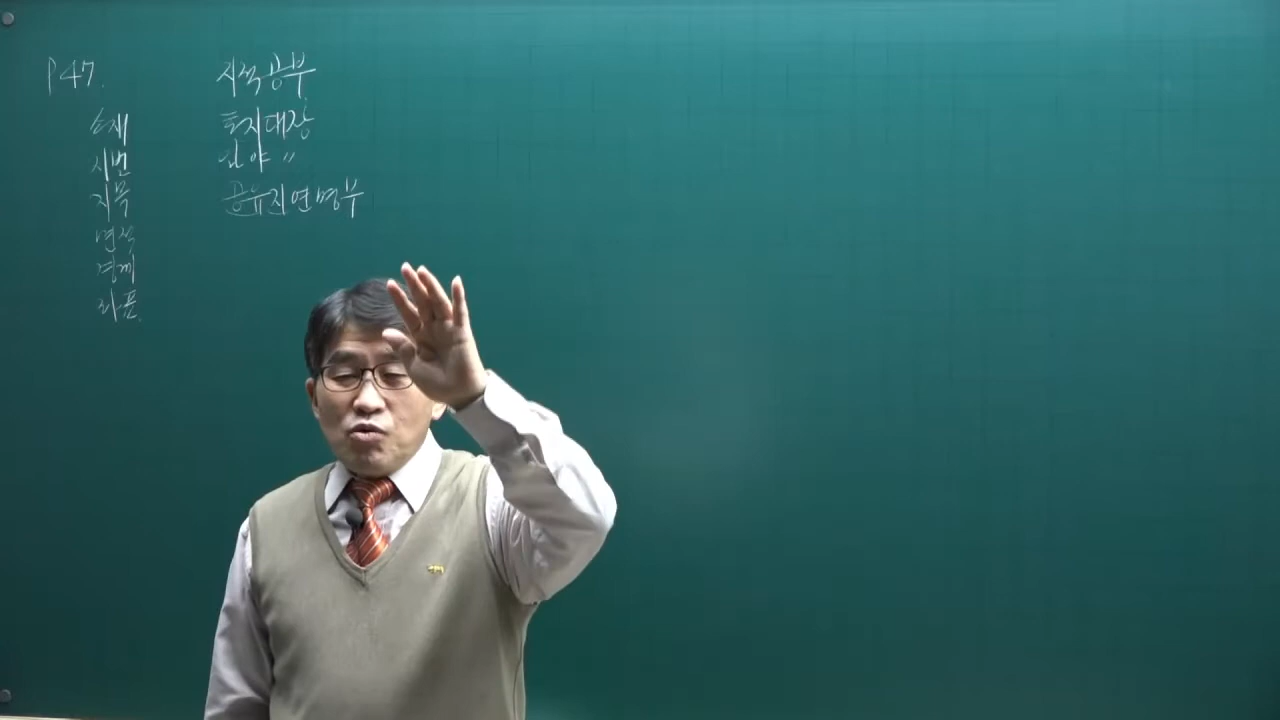 P47.
소재
지번
지목
면적
경계
좌표.
지적공부
토지대장
임야 〃
공유지연명부